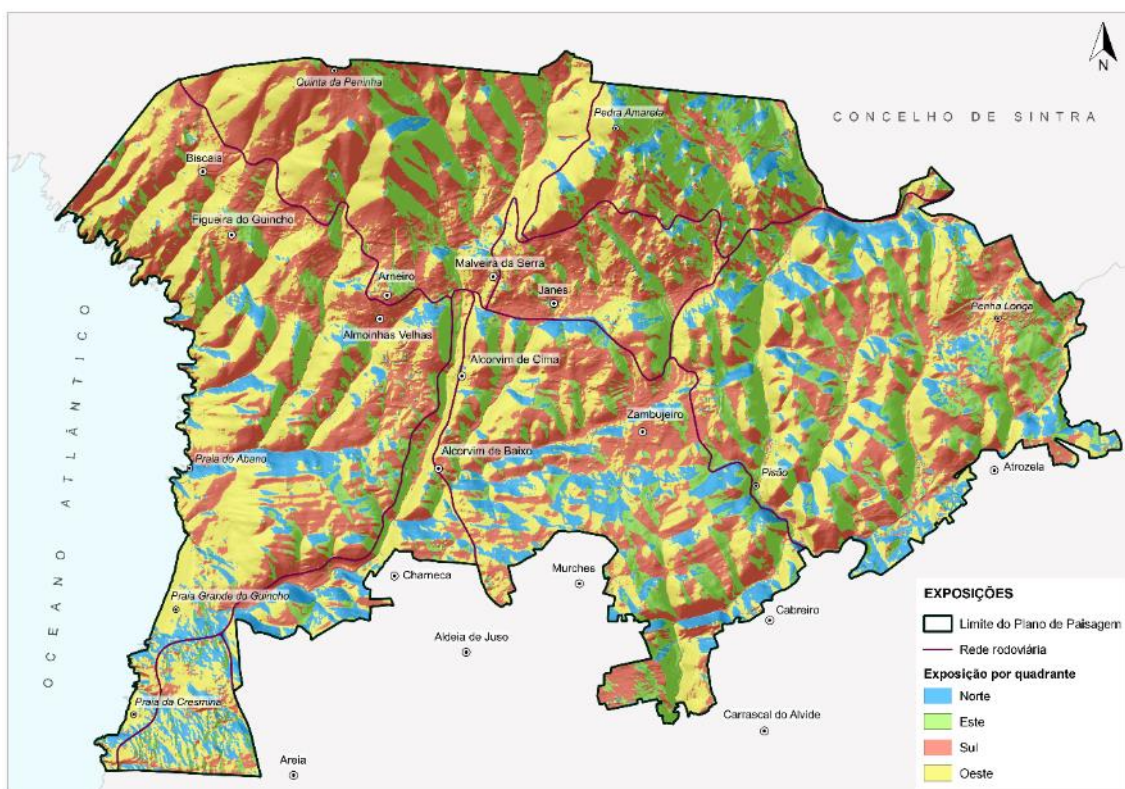 N
CONCELHO DE SINTRA
Quinta da Peninha
Pedra Amarela
Biscaia
Figueira do Guincho
Malveira da Serra
Arneiro
Janes
Penha Longa
Almoinhas Velhas
Alcorvim de Cima
Zambujeiro
Praia do Abano
Alcorvim de Baixo
Atrozela
Pisão
OCEANO ATLÂNTICO
Charneca
Murches
Praia Grande do Guincho
Cabreiro
Aldeia de Juso
Praia da Cresmina
Carrascal do Alvide
Areia
EXPOSIÇÕES
Limite do Plano de Paisagem
Rede rodoviária
Exposição por quadrante
Norte
Este
Sul
Oeste